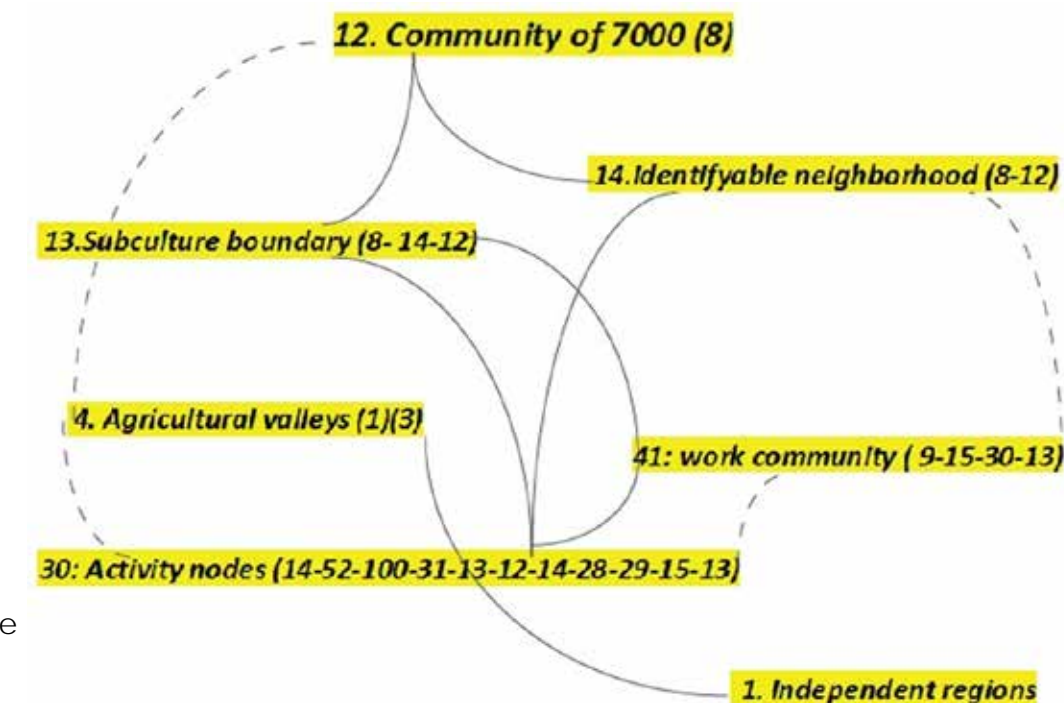 12. Community of 7000 (8)
14.Identifyable neighborhood (8-12)
13.Subculture boundary (8- 14-12)
4. Agricultural valleys (1)(3)
41: work community ( 9-15-30-13)
30: Activity nodes (14-52-100-31-13-12-14-28-29-15-13)
e
1. Independent regions